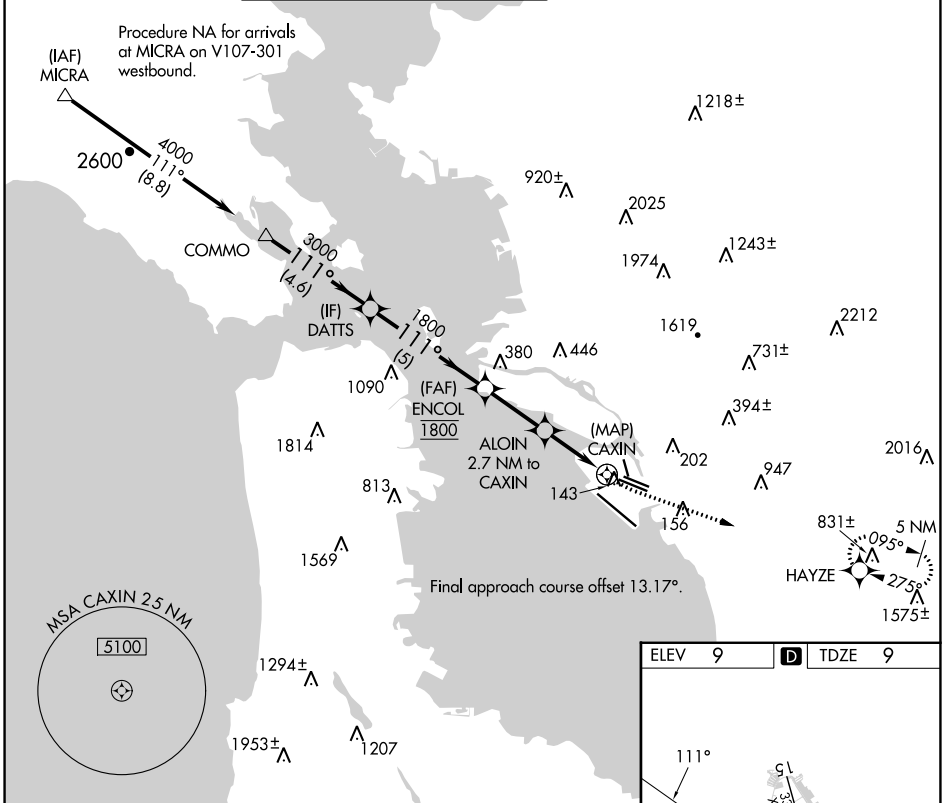 Procedure NA for arrivals
at MICRA on V107-301
westbound.
(IAF)
MICRA
2600
4000
111°
(8.8)
COMMO
3000
111°
(4.6)
(IF)
DATTS
1800
111°
(5)
(FAF)
ENCOL
1800
ALOIN
2.7 NM to
CAXIN
(MAP)
CAXIN
1218±
920±
2025
1974
1243±
2212
1619
731±
380
446
394±
1090
1814
813
1569
202
947
2016
143
156
831±
5 NM
095°
275°
HAYZE
1575±
Final approach course offset 13.17°.
MSA CAXIN 25 NM
5100
1294±
1953±
1207
ELEV 9
D
TDZE 9
111°
15